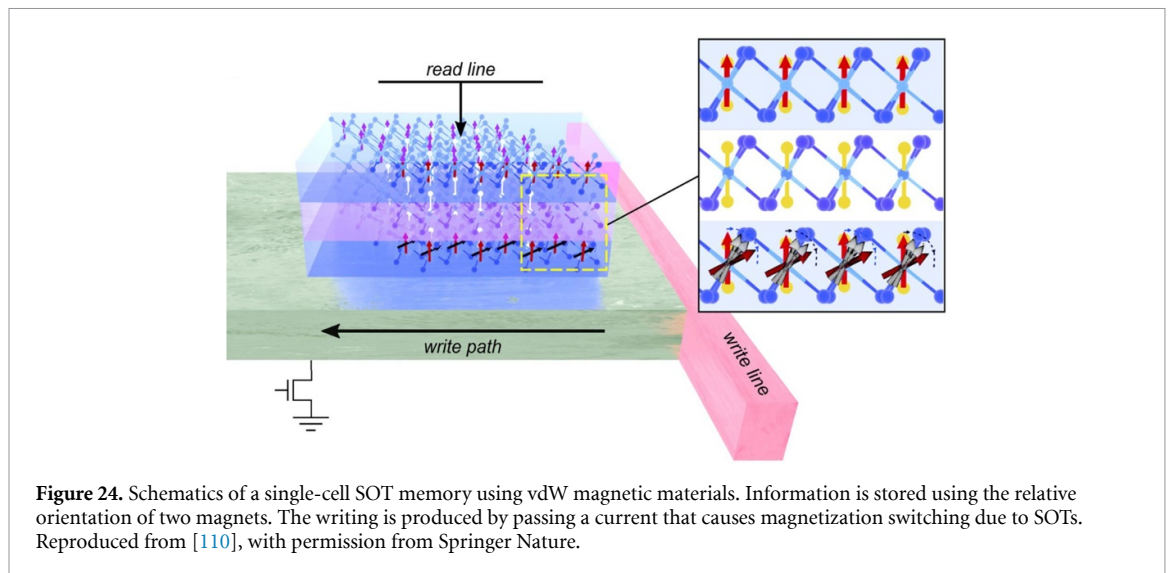 read line
write path
write line
Figure 24. Schematics of a single-cell SOT memory using vdW magnetic materials. Information is stored using the relative
orientation of two magnets. The writing is produced by passing a current that causes magnetization switching due to SOTs.
Reproduced from [110], with permission from Springer Nature.